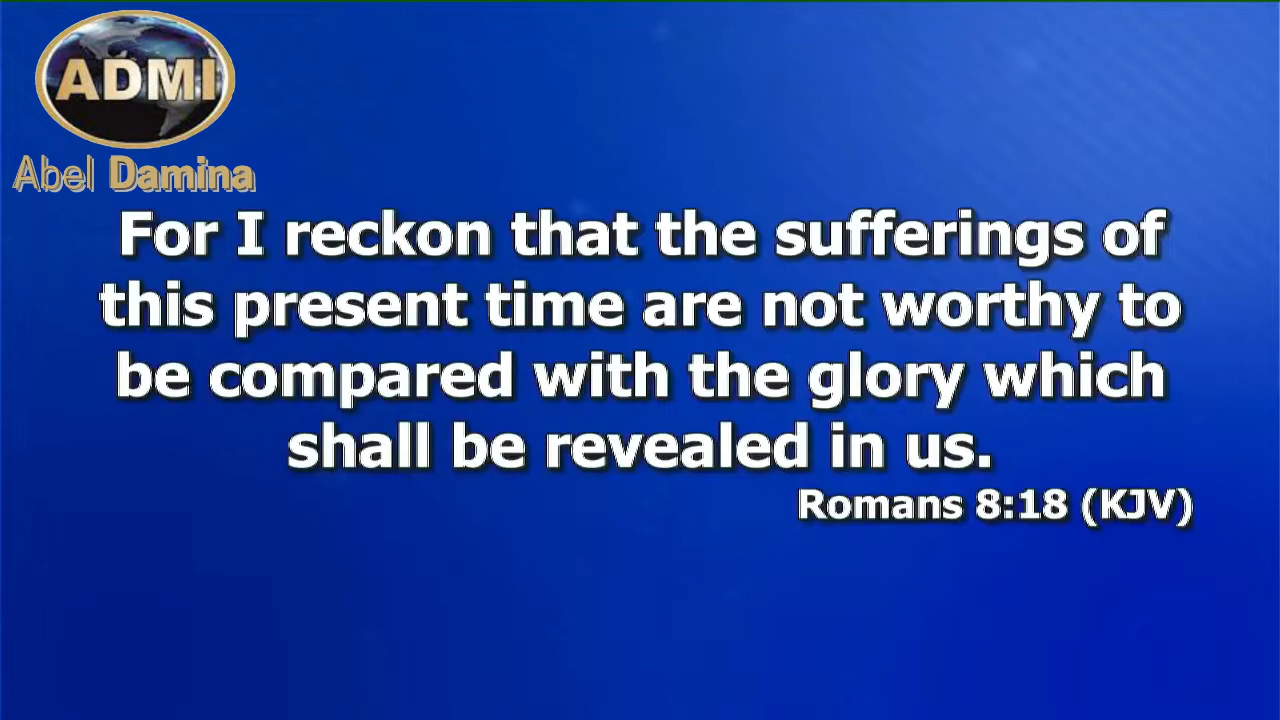 ADMI
Abel Damina
For I reckon that the sufferings of
this present time are not worthy to
be compared with the glory which
shall be revealed in us.
Romans 8:18 (KJV)